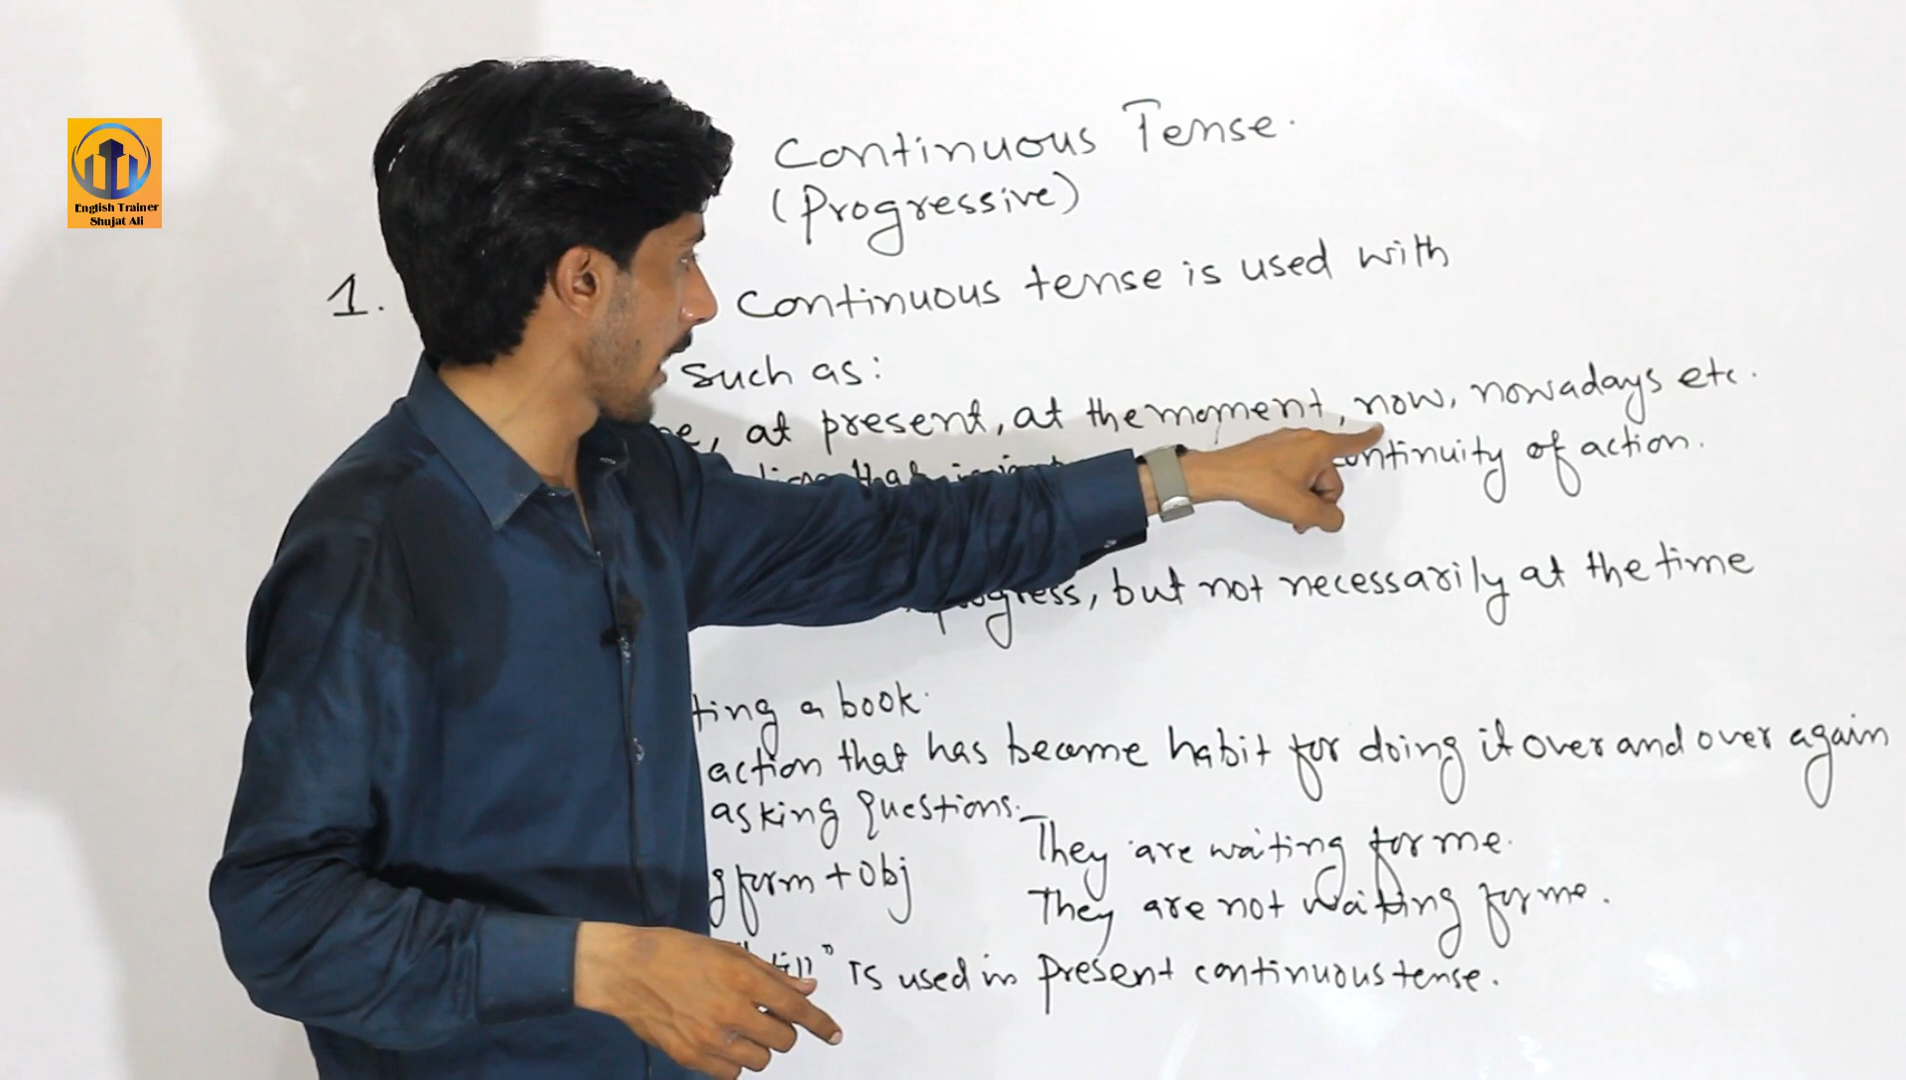 English Trainer
Shujat Ali
Continuous Tense.
(Progressive)
1. Continuous tense is used with
such as:
at present, at the moment, now, nowadays etc.
continuity of action.
progress, but not necessarily at the time
ting a book.
action that has become habit for doing it over and over again
asking questions.
They are waiting for me.
g form + obj
They are not waiting for me.
is used in present continuous tense.